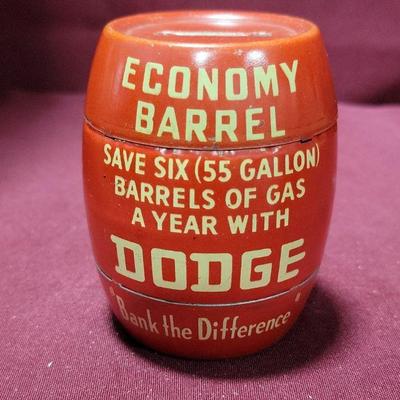 ECONOMY
BARREL
SAVE SIX (55 GALLON)
BARRELS OF GAS
A YEAR WITH
DODGE
"Bank the Difference"